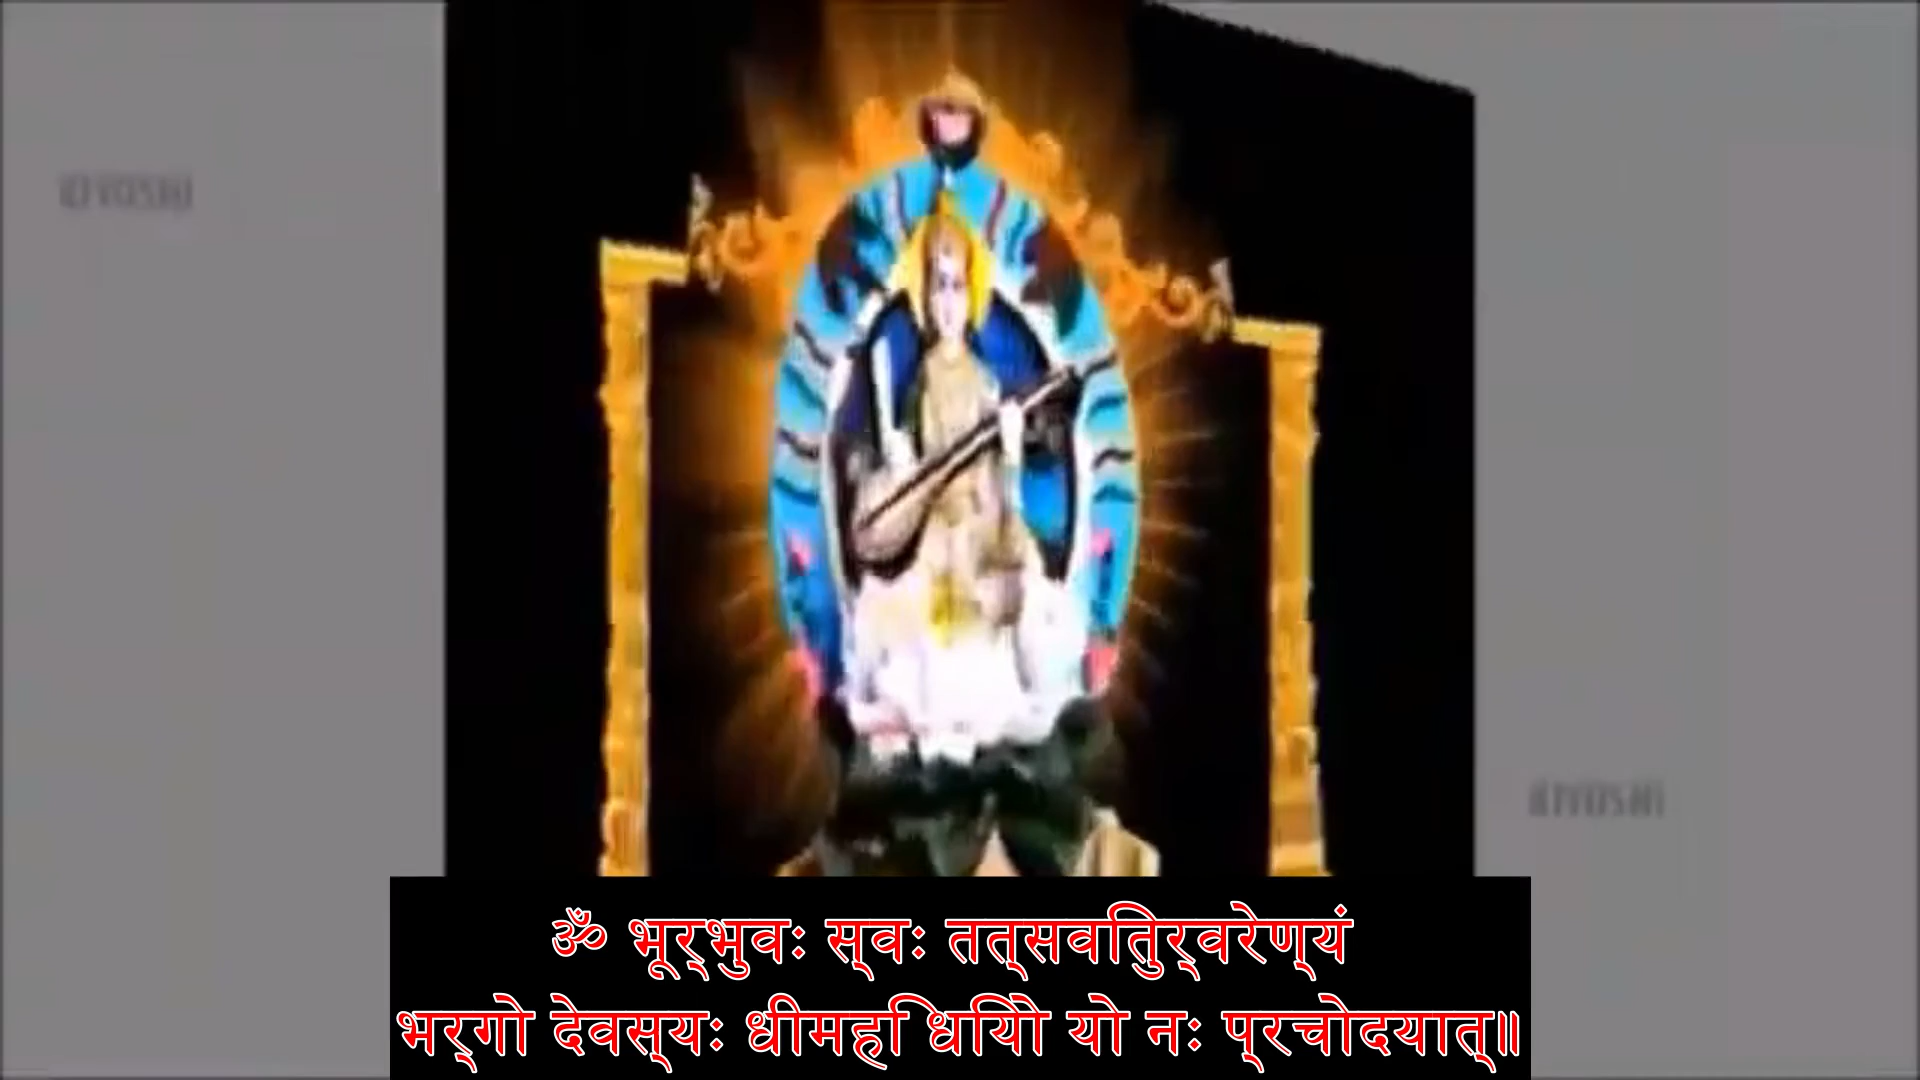 ॐ भूर्भुवः स्वः तत्सवितुर्वरेण्यं
भर्गो देवस्यः धीमहि धियो यो नः प्रचोदयात्॥